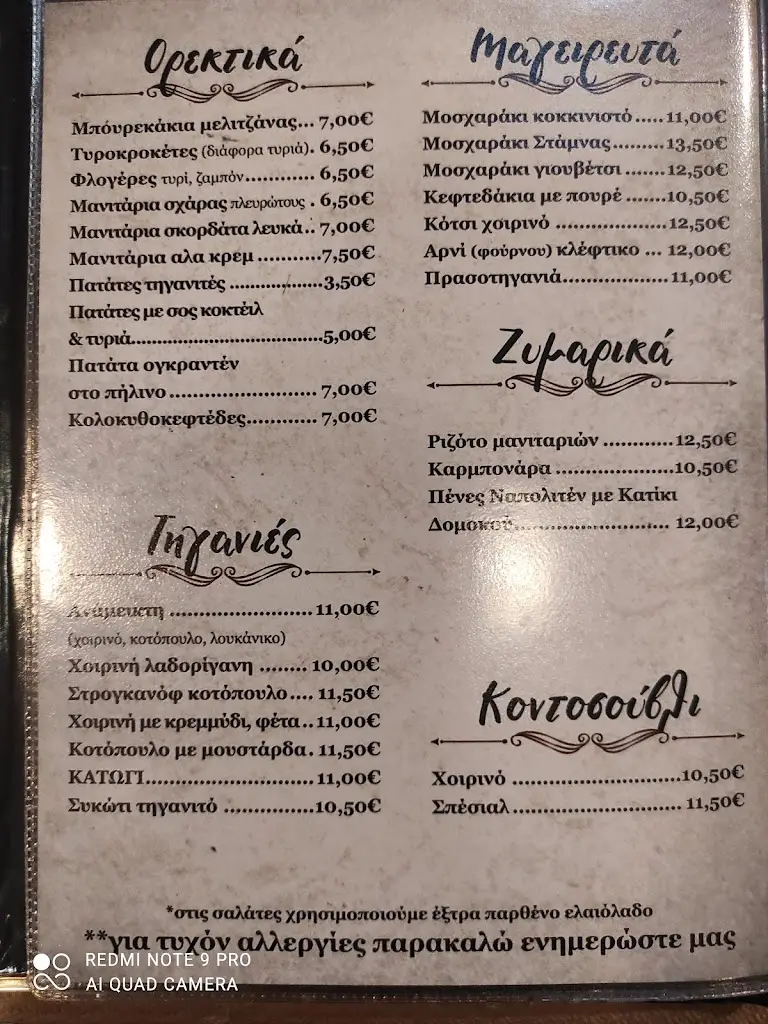 Ορεκτικά
Μπουρεκάκια μελιτζάνας... 7,00€
Τυροκροκέτες (διάφορα τυριά). 6,50€
Φλογέρες τυρί, ζαμπόν............ 6,50€
Μανιτάρια σχάρας πλευρώτους . 6,50€
Μανιτάρια σκορδάτα λευκά.. 7,00€
Μανιτάρια αλα κρεμ ...........7,50€
Πατάτες τηγανιτές ................3,50€
Πατάτες με σος κοκτέιλ
& τυριά.................................5,00€
Πατάτα ογκραντέν
στο πήλινο.......................... 7,00€
Κολοκυθοκεφτέδες............ 7,00€
Τηγανιές
Ανάμεικτη ......................11,00€
(χοιρινό, κοτόπουλο, λουκάνικο)
Χοιρινή λαδορίγανη ........ 10,00€
Στρογκανόφ κοτόπουλο.... 11,50€
Χοιρινή με κρεμμύδι, φέτα..11,00€
Κοτόπουλο με μουστάρδα. 11,50€
ΚΑΤΩΓΙ.......................... 11,00€
Συκώτι τηγανιτό ..............10,50€
Μαγειρευτά
Μοσχαράκι κοκκινιστό.....11,00€
Μοσχαράκι Στάμνας.........13,50€
Μοσχαράκι γιουβέτσι .......12,50€
Κεφτεδάκια με πουρέ .......10,50€
Κότσι χοιρινό .................12,50€
Αρνί (φούρνου) κλέφτικο ... 12,00€
Πρασοτηγανιά.................11,00€
Ζυμαρικά
Ριζότο μανιταριών ...........12,50€
Καρμπονάρα ..................10,50€
Πένες Ναπολιτέν με Κατίκι
Δομοκού........................ 12,00€
Κοντοσούβλι
Χοιρινό ..........................10,50€
Σπέσιαλ.......................... 11,50€
*στις σαλάτες χρησιμοποιούμε έξτρα παρθένο ελαιόλαδο
**για τυχόν αλλεργίες παρακαλώ ενημερώστε μας
REDMI NOTE 9 PRO
AI QUAD CAMERA